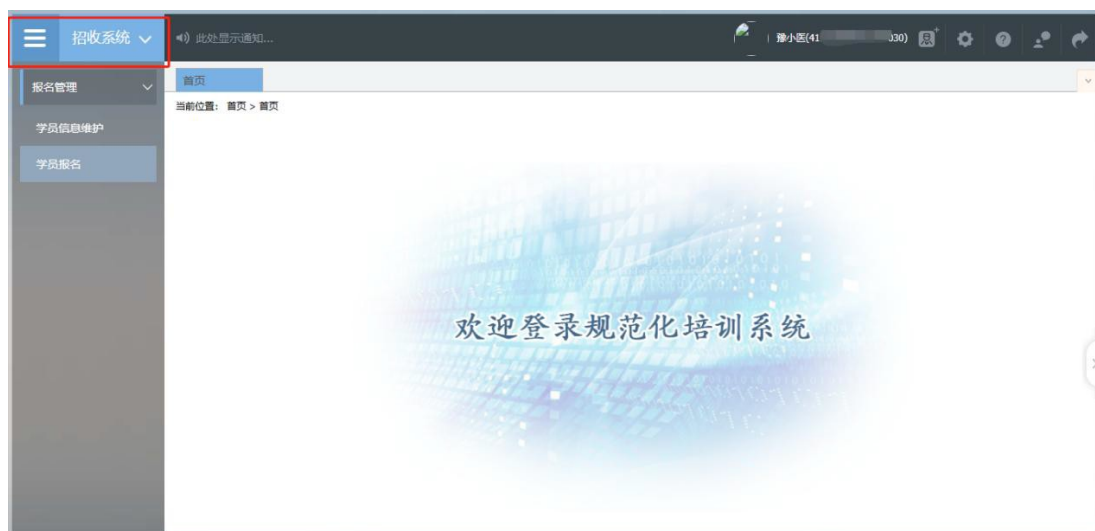 招收系统
此处显示通知...
豫小医(41 030)
报名管理
首页
当前位置： 首页 > 首页
学员信息维护
学员报名
欢迎登录规范化培训系统